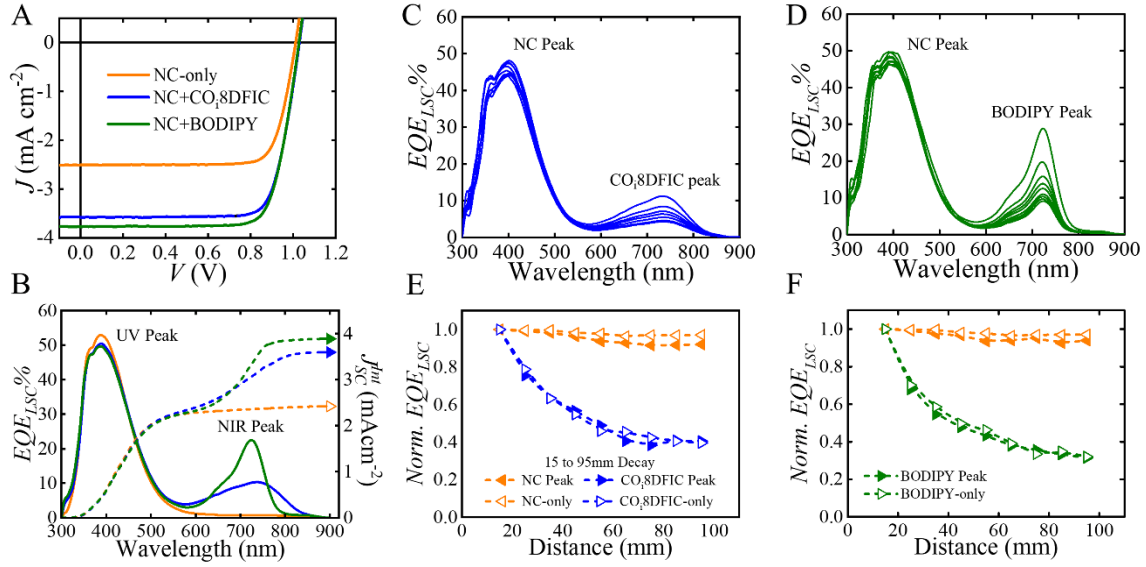 A
J (mA cm⁻²)
0
-1
-2
-3
-4
NC-only
NC+COᵢ8DFIC
NC+BODIPY
0.0 0.2 0.4 0.6 0.8 1.0 1.2
V (V)
B
EQE_LSC%
60
50
40
30
20
10
0
UV Peak
NIR Peak
4
3
2
1
0
J_SC^Int (mAcm⁻²)
300 400 500 600 700 800 900
Wavelength (nm)
C
EQE_LSC%
60
50
40
30
20
10
0
NC Peak
COᵢ8DFIC peak
300 400 500 600 700 800 900
Wavelength (nm)
D
EQE_LSC%
60
50
40
30
20
10
0
NC Peak
BODIPY Peak
300 400 500 600 700 800 900
Wavelength (nm)
E
Norm. EQE_LSC
1.0
0.8
0.6
0.4
0.2
0.0
15 to 95mm Decay
NC Peak COᵢ8DFIC Peak
NC-only COᵢ8DFIC-only
0 20 40 60 80 100
Distance (mm)
F
Norm. EQE_LSC
1.0
0.8
0.6
0.4
0.2
0.0
BODIPY Peak
BODIPY-only
0 20 40 60 80 100
Distance (mm)